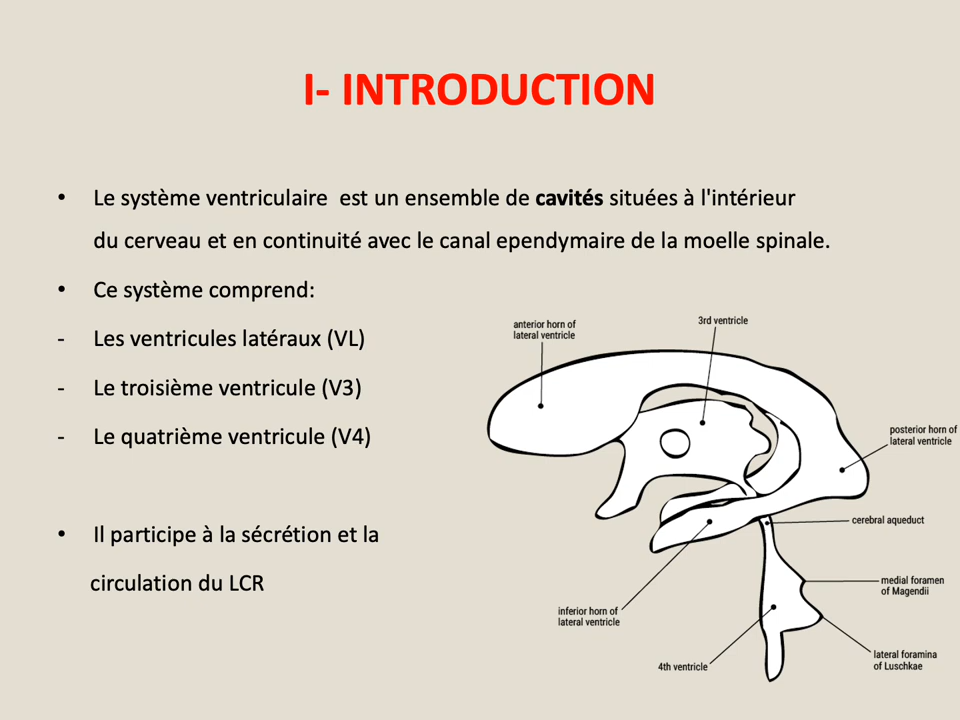 I- INTRODUCTION
• Le système ventriculaire  est un ensemble de cavités situées à l'intérieur
du cerveau et en continuité avec le canal ependymaire de la moelle spinale.
• Ce système comprend:
- Les ventricules latéraux (VL)
- Le troisième ventricule (V3)
- Le quatrième ventricule (V4)
• Il participe à la sécrétion et la
circulation du LCR
anterior horn of
lateral ventricle
3rd ventricle
posterior horn of
lateral ventricle
cerebral aqueduct
medial foramen
of Magendii
inferior horn of
lateral ventricle
lateral foramina
of Luschkae
4th ventricle